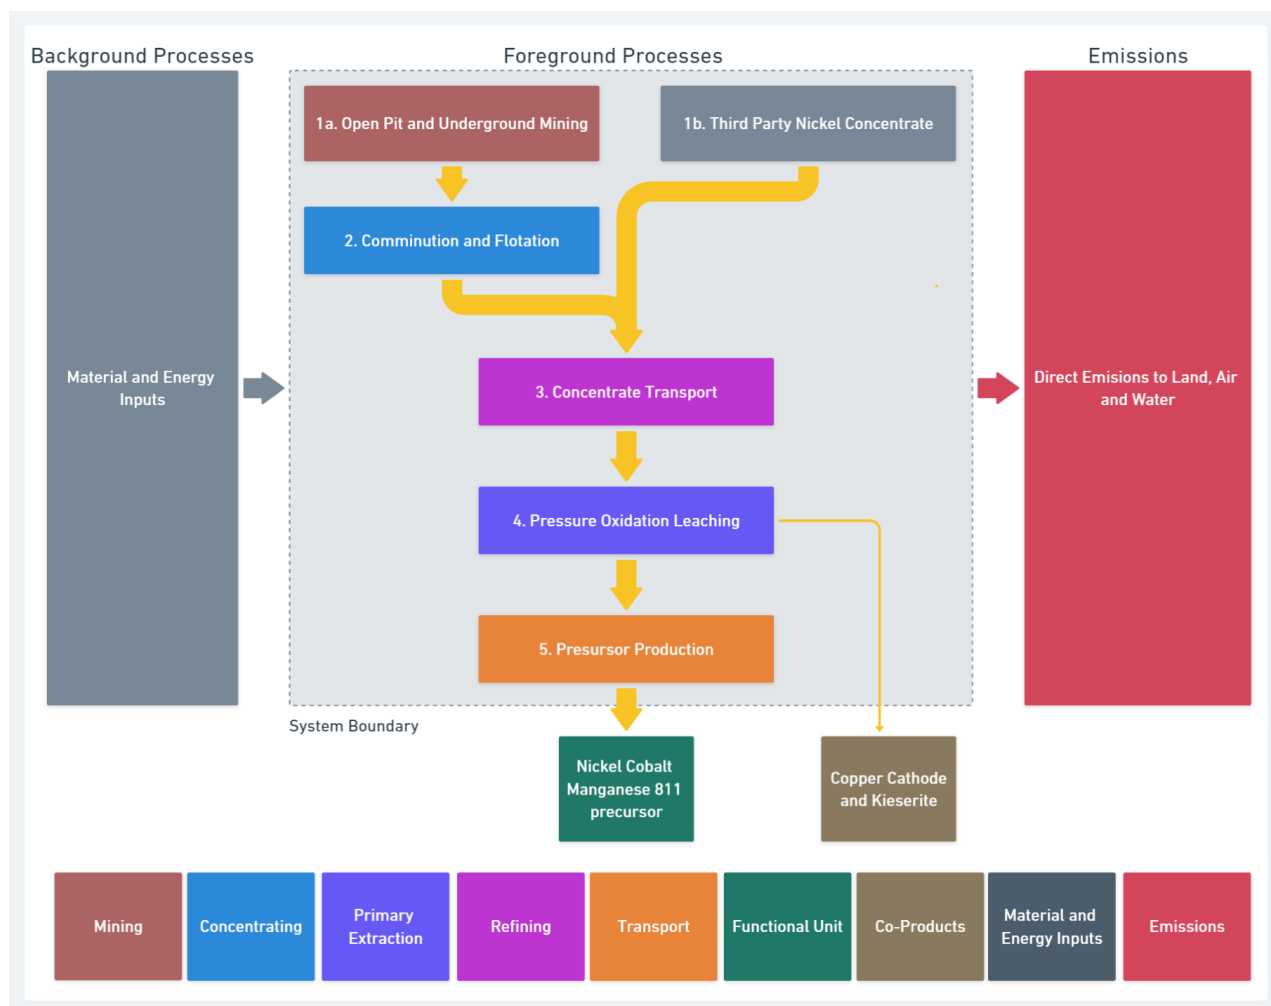 Background Processes
Foreground Processes
Emissions
1a. Open Pit and Underground Mining
1b. Third Party Nickel Concentrate
2. Comminution and Flotation
Material and Energy
Inputs
3. Concentrate Transport
Direct Emisions to Land, Air
and Water
4. Pressure Oxidation Leaching
5. Presursor Production
System Boundary
Nickel Cobalt
Manganese 811
precursor
Copper Cathode
and Kieserite
Mining
Concentrating
Primary
Extraction
Refining
Transport
Functional Unit
Co-Products
Material and
Energy Inputs
Emissions